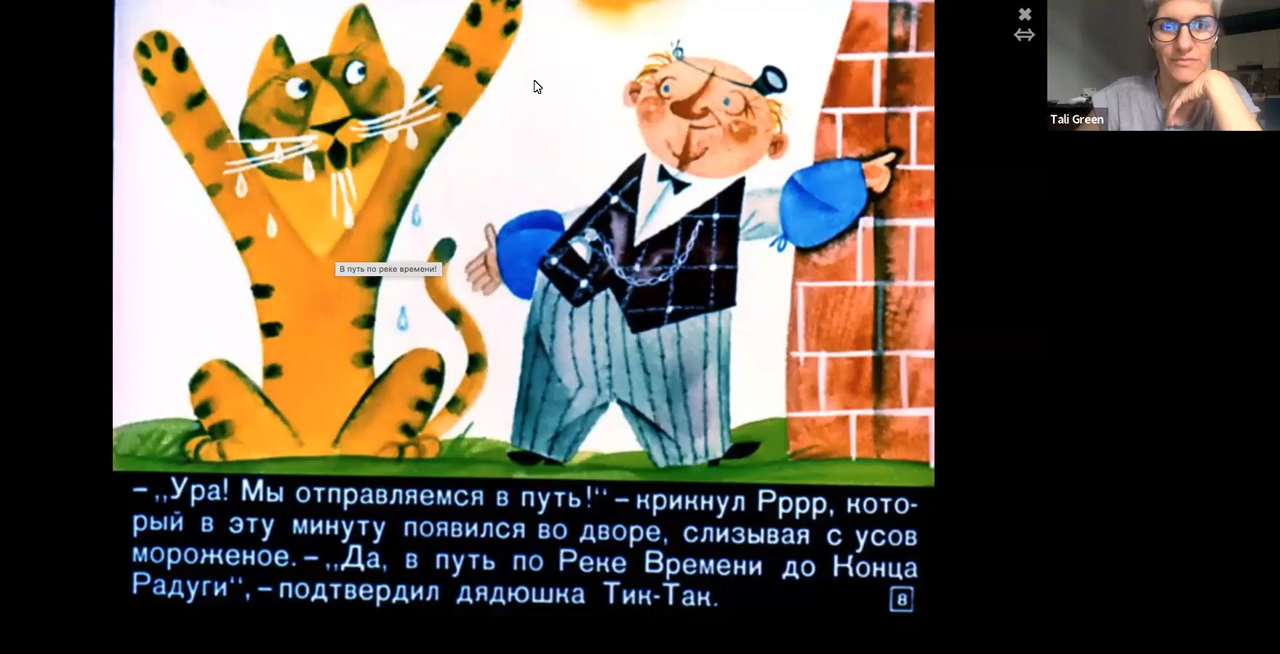 Tali Green
В путь по реке времени!
– „Ура! Мы отправляемся в путь!“ – крикнул Рррр, кото-
рый в эту минуту появился во дворе, слизывая с усов
мороженое. – „Да, в путь по Реке Времени до Конца
Радуги“, – подтвердил дядюшка Тик-Так.
8